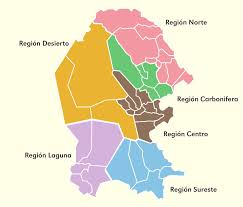 Región Norte
Región Desierto
Región Carbonífera
Región Centro
Región Laguna
Región Sureste